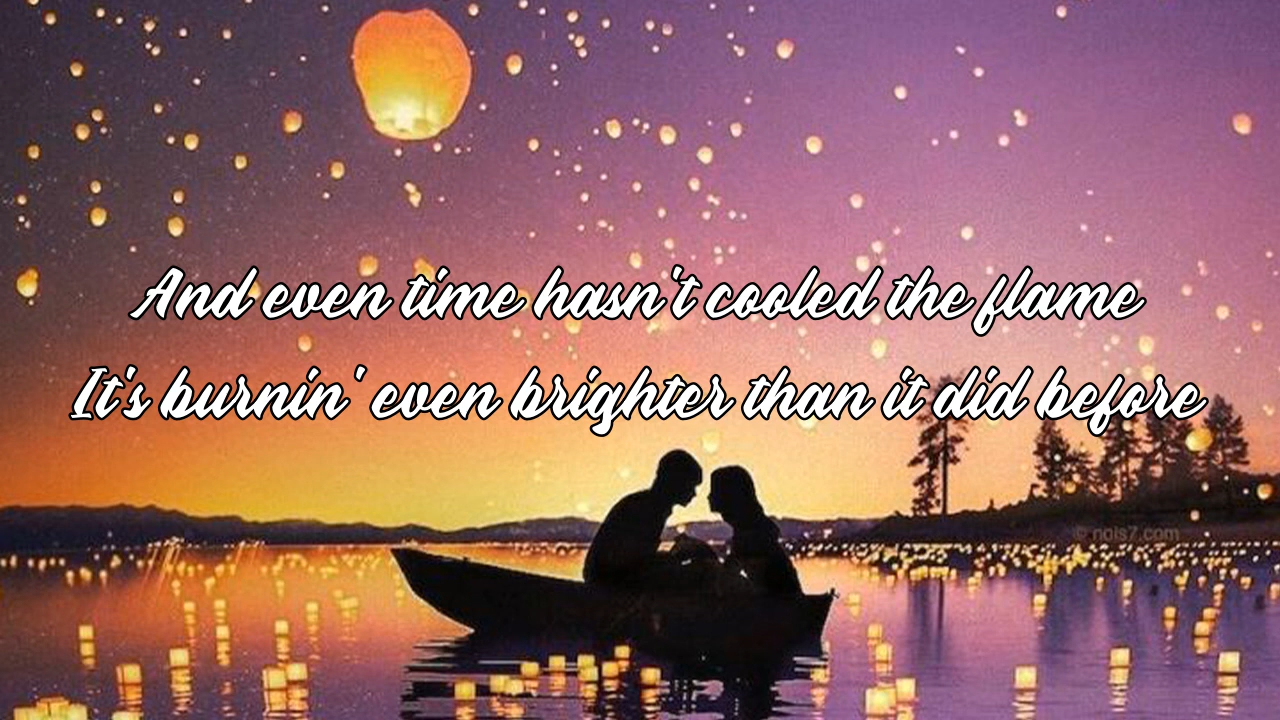 And even time hasn't cooled the flame
It's burnin' even brighter than it did before
© nois7.com